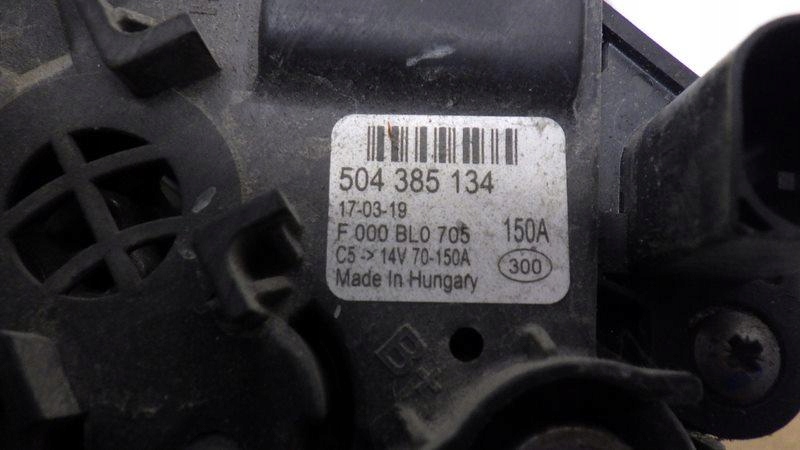 504 385 134
17-03-19
F 000 BL0 705 150A
C5 -> 14V 70-150A
300
Made In Hungary
B+